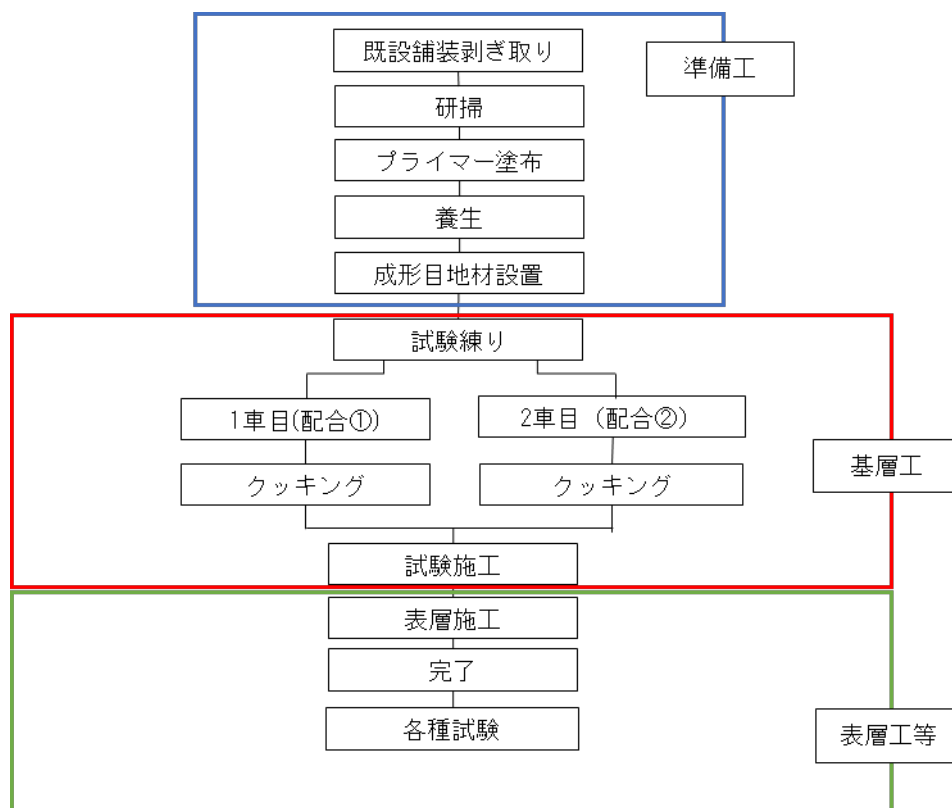 既設舗装剥ぎ取り
準備工
研掃
プライマー塗布
養生
成形目地材設置
試験練り
1車目(配合①)
2車目（配合②）
基層工
クッキング
クッキング
試験施工
表層施工
完了
各種試験
表層工等